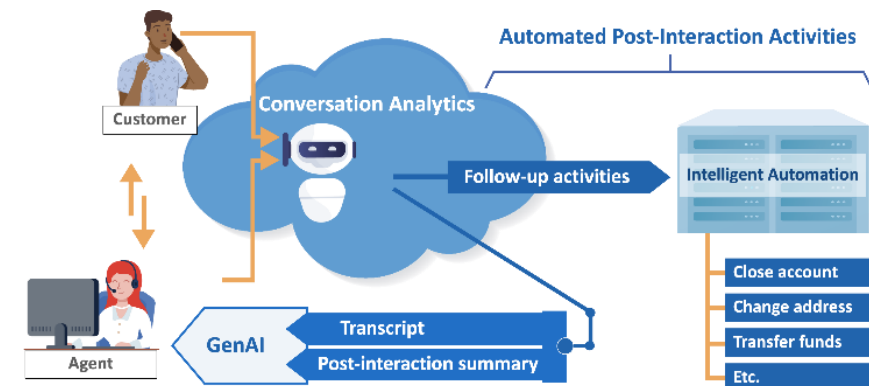 Automated Post-Interaction Activities
Conversation Analytics
Customer
Follow-up activities
Intelligent Automation
Close account
Change address
Transfer funds
Etc.
Transcript
GenAI
Post-interaction summary
Agent